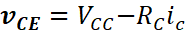 v_CE = V_CC − R_C i_c